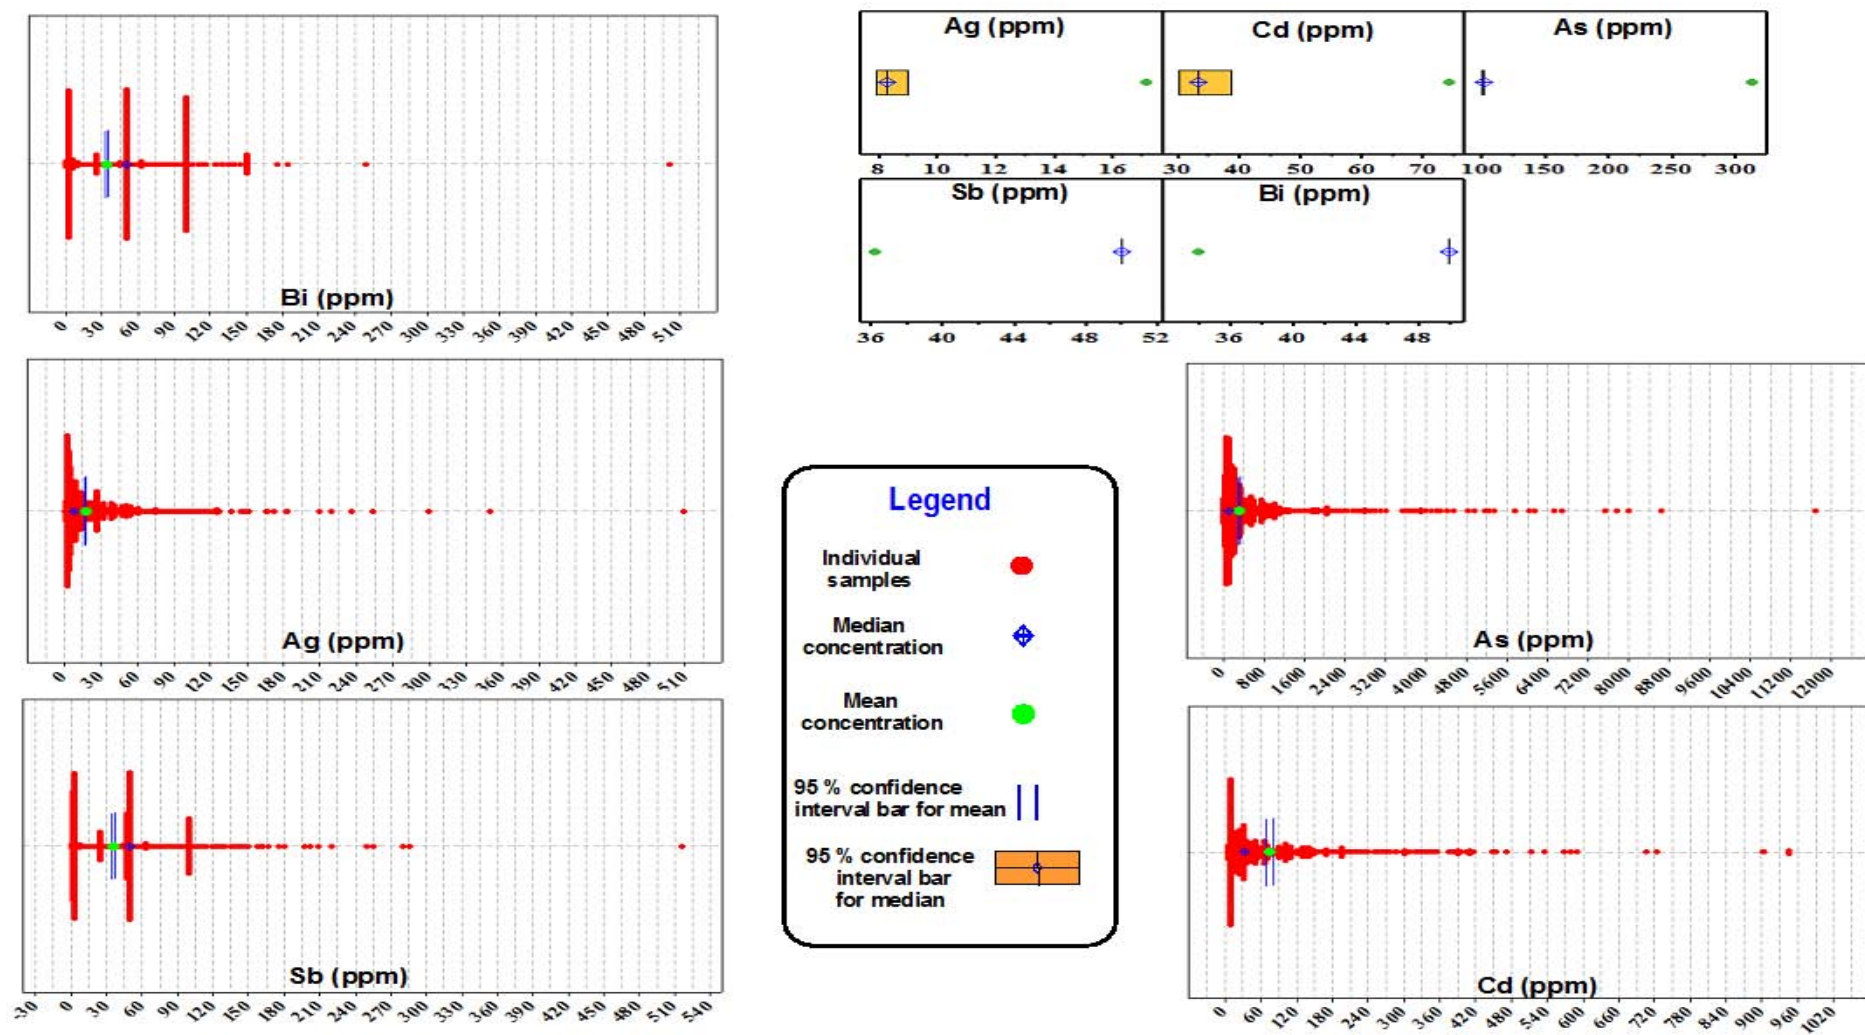 Bi (ppm)
0 30 60 90 120 150 180 210 240 270 300 330 360 390 420 450 480 510
Ag (ppm) Cd (ppm) As (ppm)
8 10 12 14 16 30 40 50 60 70 100 150 200 250 300
Sb (ppm) Bi (ppm)
36 40 44 48 52 36 40 44 48
Ag (ppm)
0 30 60 90 120 150 180 210 240 270 300 330 360 390 420 450 480 510
Sb (ppm)
-30 0 30 60 90 120 150 180 210 240 270 300 330 360 390 420 450 480 510 540
Legend
Individual
samples
Median
concentration
Mean
concentration
95 % confidence
interval bar for mean
95 % confidence
interval bar
for median
As (ppm)
0 800 1600 2400 3200 4000 4800 5600 6400 7200 8000 8800 9600 10400 11200 12000
Cd (ppm)
0 60 120 180 240 300 360 420 480 540 600 660 720 780 840 900 960 1020